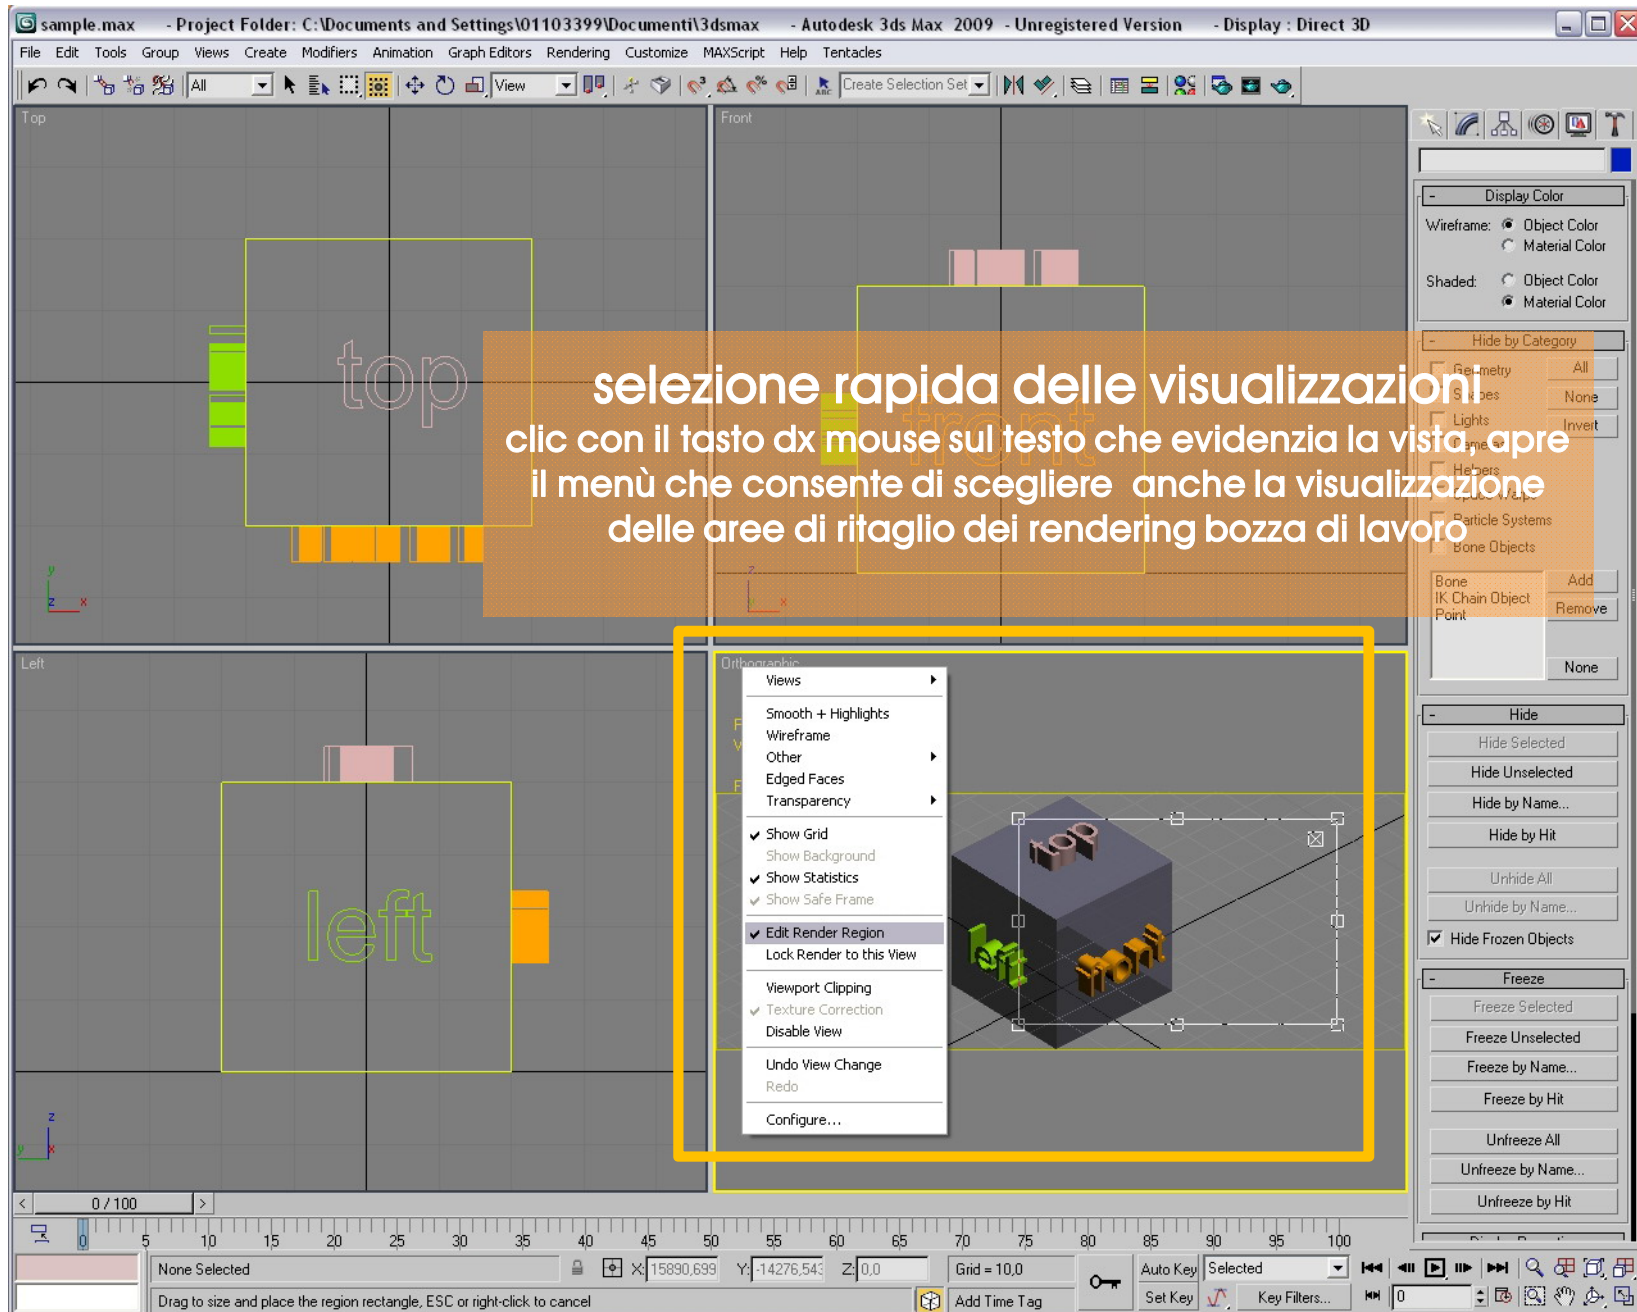 sample.max - Project Folder: C:\Documents and Settings\01103399\Documenti\3dsmax - Autodesk 3ds Max 2009 - Unregistered Version - Display : Direct 3D
File Edit Tools Group Views Create Modifiers Animation Graph Editors Rendering Customize MAXScript Help Tentacles
All View Create Selection Set
Top
Front
top
front
y
z x
z
x
selezione rapida delle visualizzazioni
clic con il tasto dx mouse sul testo che evidenzia la vista, apre
il menù che consente di scegliere anche la visualizzazione
delle aree di ritaglio dei rendering bozza di lavoro
Left
left
z
y x
Orthographic
Views
Smooth + Highlights
Wireframe
Other
Edged Faces
Transparency
Show Grid
Show Background
Show Statistics
Show Safe Frame
Edit Render Region
Lock Render to this View
Viewport Clipping
Texture Correction
Disable View
Undo View Change
Redo
Configure...
top
left
front
- Display Color
Wireframe: Object Color
Material Color
Shaded: Object Color
Material Color
- Hide by Category
Geometry All
Shapes None
Lights Invert
Cameras
Helpers
Space Warps
Particle Systems
Bone Objects
Bone Add
IK Chain Object Remove
Point
None
- Hide
Hide Selected
Hide Unselected
Hide by Name...
Hide by Hit
Unhide All
Unhide by Name...
Hide Frozen Objects
- Freeze
Freeze Selected
Freeze Unselected
Freeze by Name...
Freeze by Hit
Unfreeze All
Unfreeze by Name...
Unfreeze by Hit
< 0 / 100 >
0 5 10 15 20 25 30 35 40 45 50 55 60 65 70 75 80 85 90 95 100
None Selected X: 15890,699 Y: -14276,543 Z: 0,0 Grid = 10,0 Auto Key Selected
Drag to size and place the region rectangle, ESC or right-click to cancel Add Time Tag Set Key Key Filters... 0